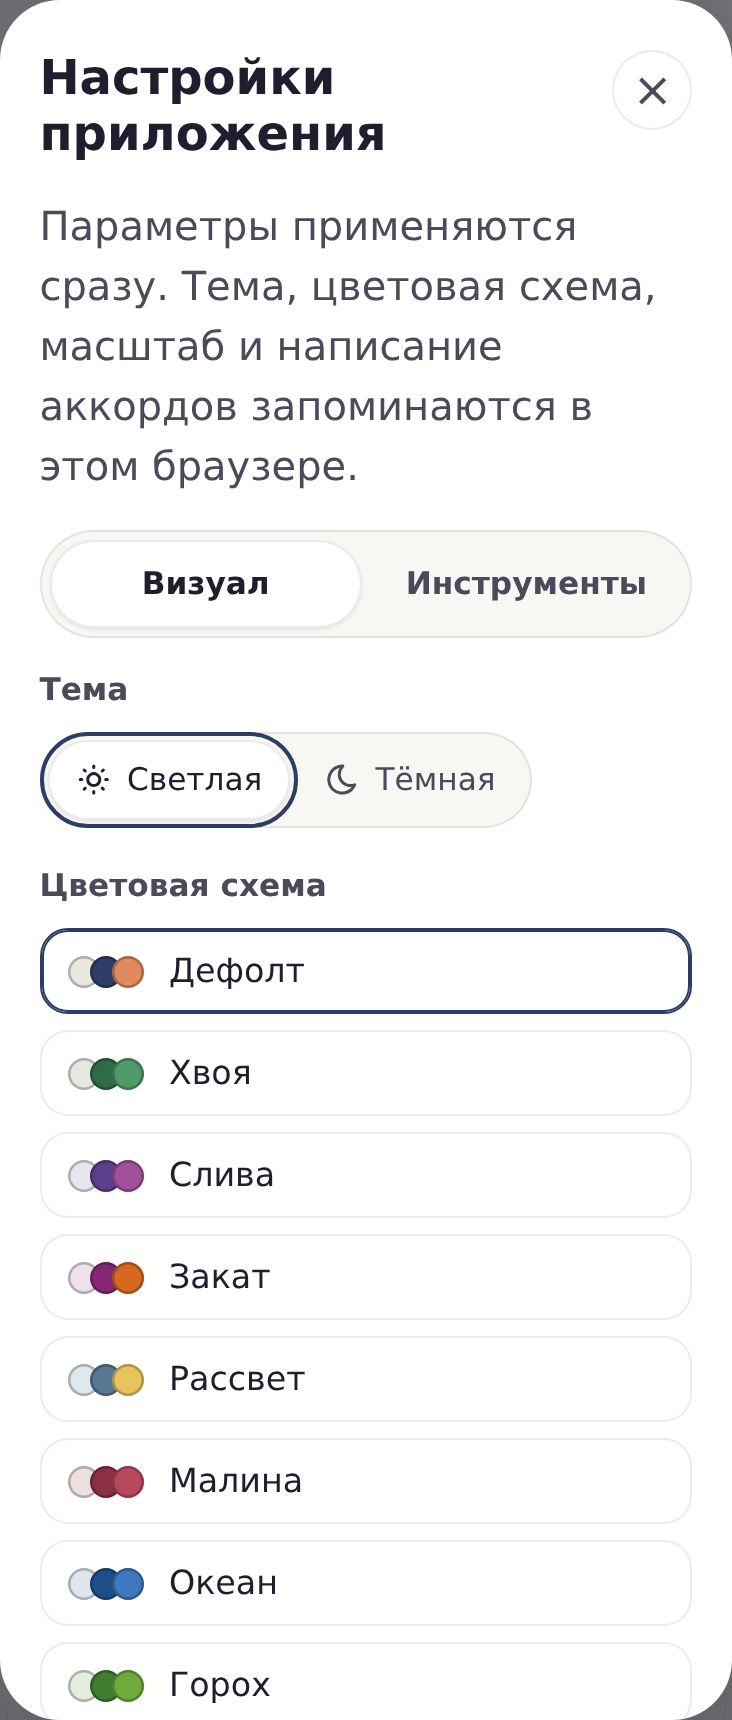 Настройки
приложения
Параметры применяются
сразу. Тема, цветовая схема,
масштаб и написание
аккордов запоминаются в
этом браузере.
Визуал
Инструменты
Тема
Светлая
Тёмная
Цветовая схема
Дефолт
Хвоя
Слива
Закат
Рассвет
Малина
Океан
Горох